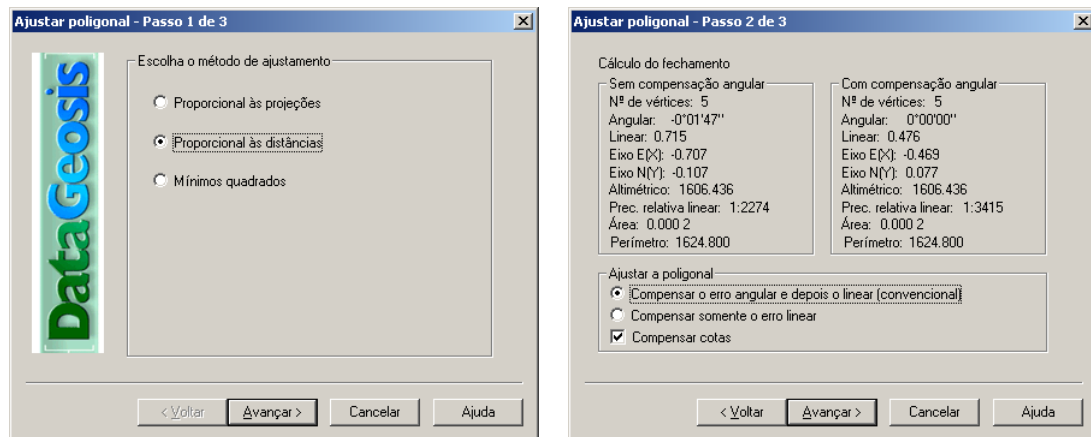 Ajustar poligonal - Passo 1 de 3
DataGeosis
Escolha o método de ajustamento
Proporcional às projeções
Proporcional às distâncias
Mínimos quadrados
< Voltar
Avançar >
Cancelar
Ajuda
Ajustar poligonal - Passo 2 de 3
Cálculo do fechamento
Sem compensação angular
Nº de vértices: 5
Angular: -0°01'47''
Linear: 0.715
Eixo E(X): -0.707
Eixo N(Y): -0.107
Altimétrico: 1606.436
Prec. relativa linear: 1:2274
Área: 0.000 2
Perímetro: 1624.800
Com compensação angular
Nº de vértices: 5
Angular: 0°00'00''
Linear: 0.476
Eixo E(X): -0.469
Eixo N(Y): 0.077
Altimétrico: 1606.436
Prec. relativa linear: 1:3415
Área: 0.000 2
Perímetro: 1624.800
Ajustar a poligonal
Compensar o erro angular e depois o linear (convencional)
Compensar somente o erro linear
Compensar cotas
< Voltar
Avançar >
Cancelar
Ajuda